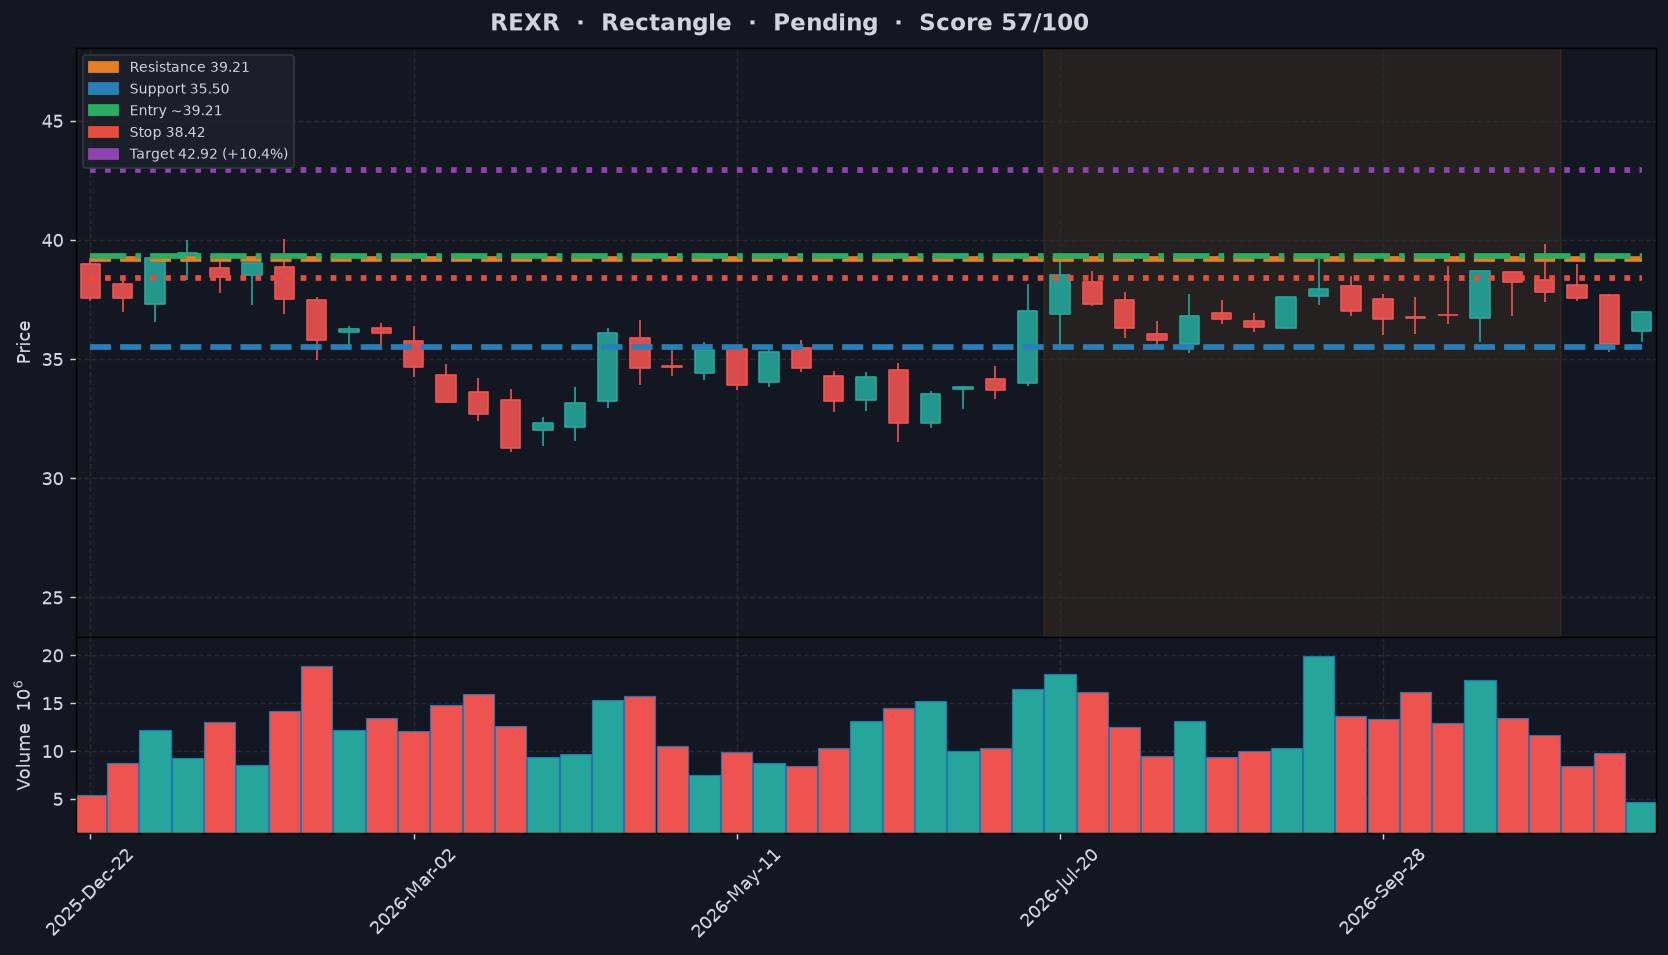 REXR · Rectangle · Pending · Score 57/100
Resistance 39.21
Support 35.50
Entry ~39.21
Stop 38.42
Target 42.92 (+10.4%)
45
40
35
30
25
Price
20
15
10
5
Volume 10⁶
2025-Dec-22
2026-Mar-02
2026-May-11
2026-Jul-20
2026-Sep-28